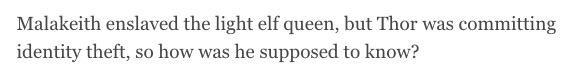 Malakeith enslaved the light elf queen, but Thor was committing
identity theft, so how was he supposed to know?